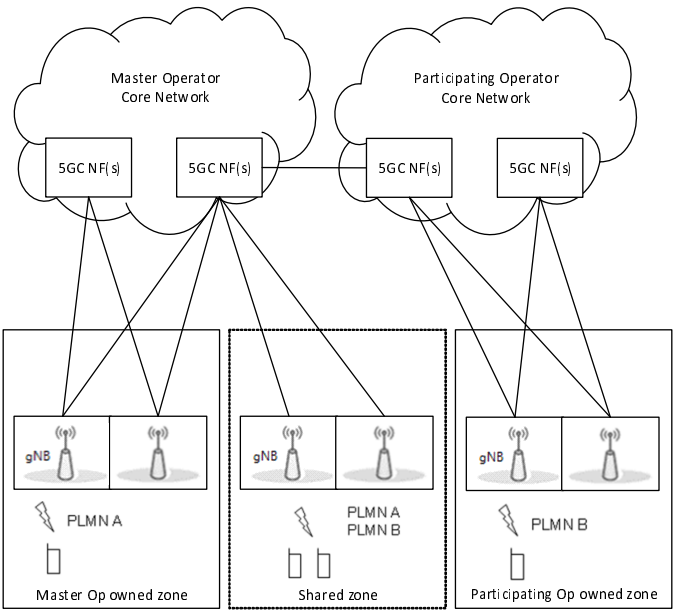 Master Operator
Core Network
Participating Operator
Core Network
5GC NF(s)
5GC NF(s)
5GC NF(s)
5GC NF(s)
gNB
gNB
gNB
PLMN A
PLMN A
PLMN B
PLMN B
Master Op owned zone
Shared zone
Participating Op owned zone